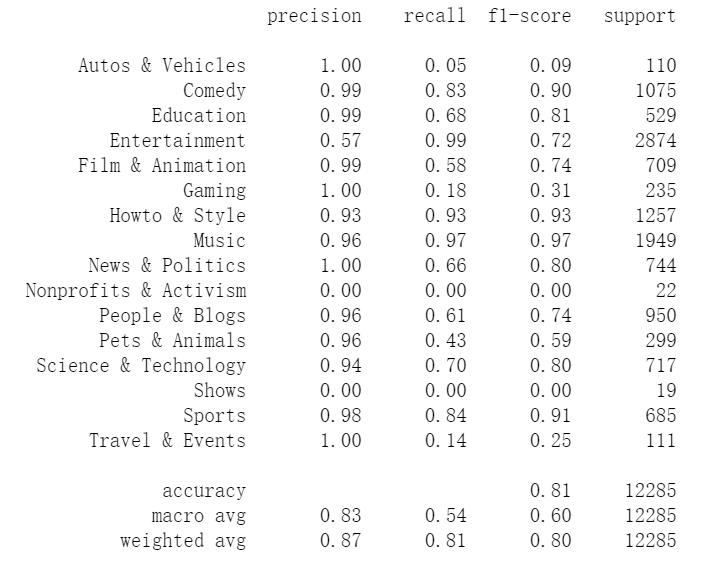 precision recall f1-score support
Autos & Vehicles 1.00 0.05 0.09 110
Comedy 0.99 0.83 0.90 1075
Education 0.99 0.68 0.81 529
Entertainment 0.57 0.99 0.72 2874
Film & Animation 0.99 0.58 0.74 709
Gaming 1.00 0.18 0.31 235
Howto & Style 0.93 0.93 0.93 1257
Music 0.96 0.97 0.97 1949
News & Politics 1.00 0.66 0.80 744
Nonprofits & Activism 0.00 0.00 0.00 22
People & Blogs 0.96 0.61 0.74 950
Pets & Animals 0.96 0.43 0.59 299
Science & Technology 0.94 0.70 0.80 717
Shows 0.00 0.00 0.00 19
Sports 0.98 0.84 0.91 685
Travel & Events 1.00 0.14 0.25 111
accuracy 0.81 12285
macro avg 0.83 0.54 0.60 12285
weighted avg 0.87 0.81 0.80 12285